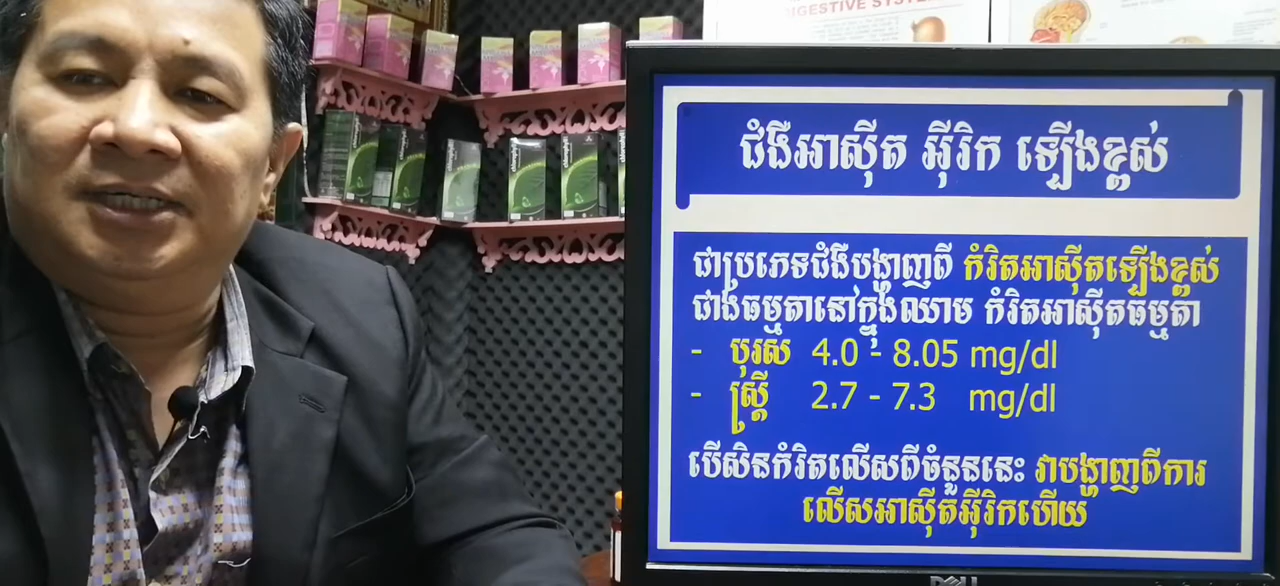 DIGESTIVE SYSTE
ជំងឺអាស៊ីត អ៊ីរិក ឡើងខ្ពស់
ជាប្រភេទជំងឺបង្ហាញពី កំរិតអាស៊ីតឡើងខ្ពស់
ជាងធម្មតានៅក្នុងឈាម កំរិតអាស៊ីតធម្មតា
- បុរស 4.0 - 8.05 mg/dl
- ស្ត្រី 2.7 - 7.3 mg/dl
បើសិនកំរិតលើសពីចំនួននេះ វាបង្ហាញពីការ
លើសអាស៊ីតអ៊ីរិកហើយ